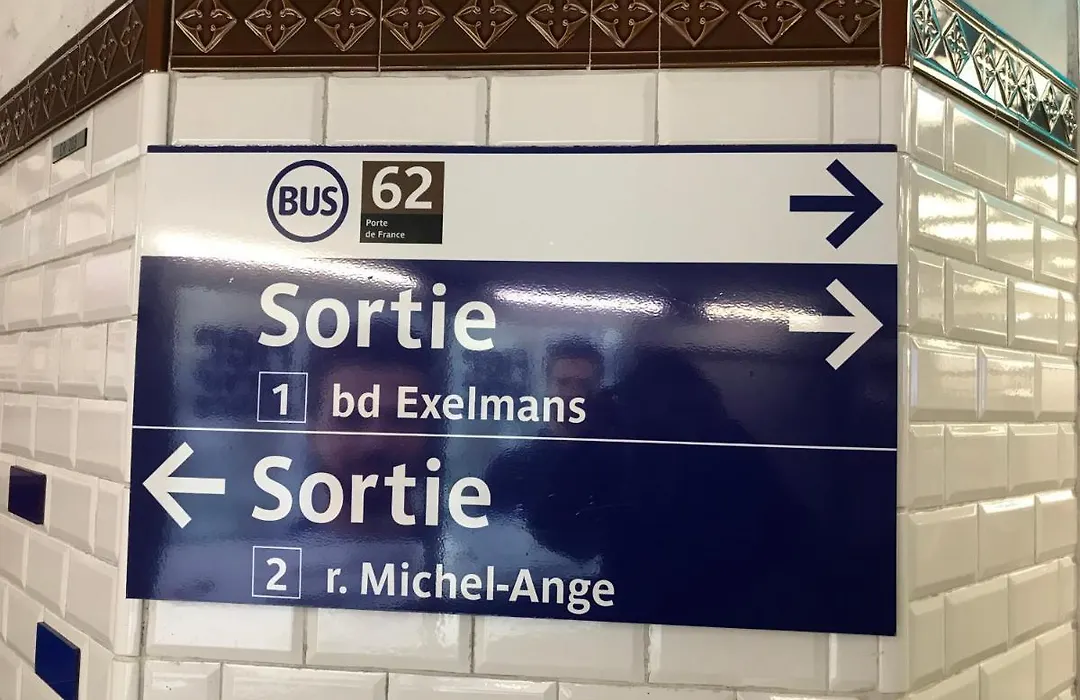 BUS 62
Porte
de France
Sortie
1 bd Exelmans
Sortie
2 r. Michel-Ange